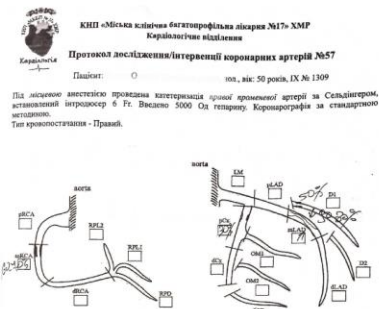 КНП «Міська клінічна багатопрофільна лікарня №17» ХМР
Кардіологічне відділення
Кардіологія
Протокол дослідження/інтервенції коронарних артерій №57
Пацієнт: О чол., вік: 50 років, ІХ № 1309
Під місцевою анестезією проведена катетеризація правої променевої артерії за Сельдінгером,
встановлений інтродюсер 6 Fr. Введено 5000 Од гепарину. Коронарографія за стандартною
методикою.
Тип кровопостачання - Правий.
aorta
aorta
LM
pLAD
50%
D1
pRCA
RPL2
pCx
mLAD
RPL1
mRCA
dCx
OM1
D2
dRCA
RPD
OM2
dLAD